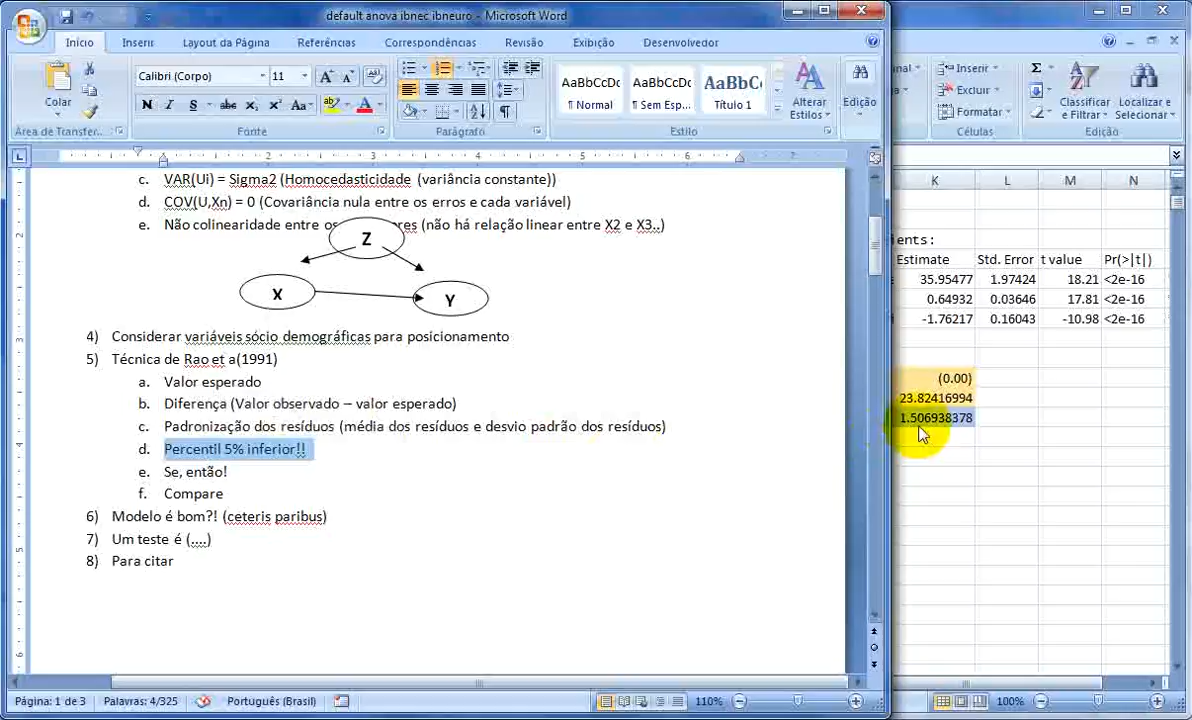 default anova ibnec ibneuro - Microsoft Word
Início Inserir Layout da Página Referências Correspondências Revisão Exibição Desenvolvedor
Colar
Calibri (Corpo) 11
N I S abc X₂ X² Aa
ab A
AaBbCcDc AaBbCcDc AaBbCc
¶ Normal ¶ Sem Esp... Título 1
Alterar Estilos
Edição
Área de Transfer... Fonte Parágrafo Estilo
Inserir
Excluir
Formatar
Classificar e Filtrar
Localizar e Selecionar
Células Edição
c. VAR(Ui) = Sigma2 (Homocedasticidade (variância constante))
d. COV(U,Xn) = 0 (Covariância nula entre os erros e cada variável)
e. Não colinearidade entre os res (não há relação linear entre X2 e X3..)
Z
X
Y
4) Considerar variáveis sócio demográficas para posicionamento
5) Técnica de Rao et a(1991)
a. Valor esperado
b. Diferença (Valor observado – valor esperado)
c. Padronização dos resíduos (média dos resíduos e desvio padrão dos resíduos)
d. Percentil 5% inferior!!
e. Se, então!
f. Compare
6) Modelo é bom?! (ceteris paribus)
7) Um teste é (....)
8) Para citar
K L M N
ients:
Estimate Std. Error t value Pr(>|t|)
35.95477 1.97424 18.21 <2e-16
0.64932 0.03646 17.81 <2e-16
-1.76217 0.16043 -10.98 <2e-16
(0.00)
23.82416994
1.506938378
Página: 1 de 3 Palavras: 4/325 Português (Brasil) 110%
100%